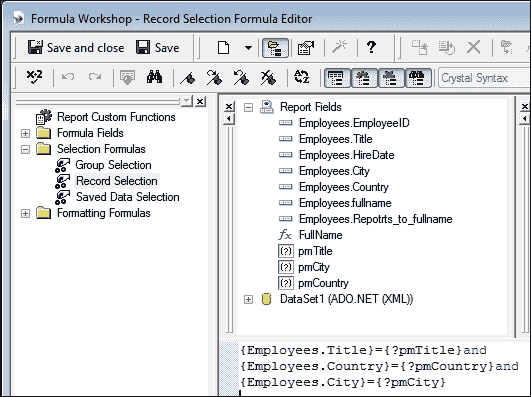 Formula Workshop - Record Selection Formula Editor
Save and close Save
Crystal Syntax
Report Custom Functions
Formula Fields
Selection Formulas
Group Selection
Record Selection
Saved Data Selection
Formatting Formulas
Report Fields
Employees.EmployeeID
Employees.Title
Employees.HireDate
Employees.City
Employees.Country
Employees.fullname
Employees.Repotrts_to_fullname
FullName
pmTitle
pmCity
pmCountry
DataSet1 (ADO.NET (XML))
{Employees.Title}={?pmTitle}and
{Employees.Country}={?pmCountry}and
{Employees.City}={?pmCity}